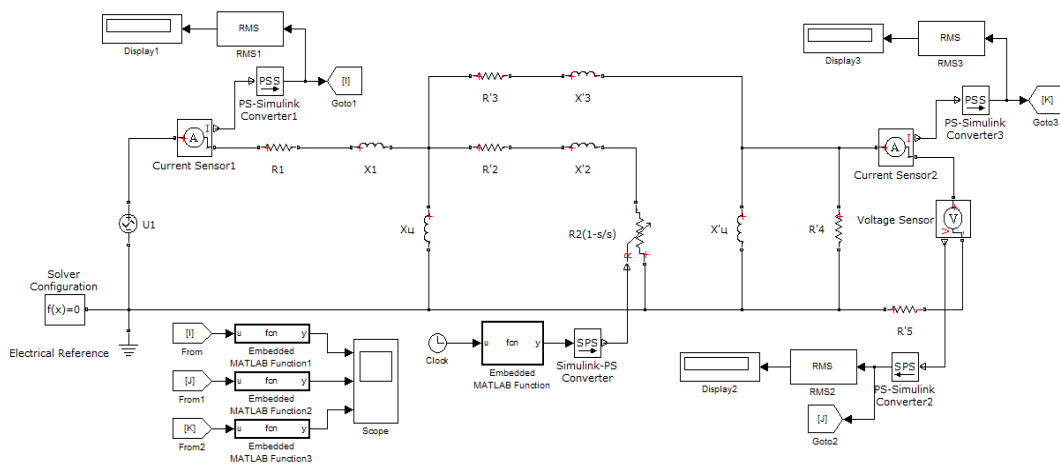 Display1
RMS
RMS1
PSS
PS-Simulink
Converter1
[I]
Goto1
A
I
Current Sensor1
R1
X1
R'3
X'3
R'2
X'2
Xц
R2(1-s/s)
R
X'ц
R'4
R'5
U1
Display3
RMS
RMS3
PSS
PS-Simulink
Converter3
[K]
Goto3
A
I
Current Sensor2
Voltage Sensor
V
V
Solver
Configuration
f(x)=0
Electrical Reference
[I]
From
u fcn y
Embedded
MATLAB Function1
[J]
From1
u fcn y
Embedded
MATLAB Function2
[K]
From2
u fcn y
Embedded
MATLAB Function3
Scope
Clock
u fcn y
Embedded
MATLAB Function
SPS
Simulink-PS
Converter
Display2
RMS
RMS2
SPS
PS-Simulink
Converter2
[J]
Goto2